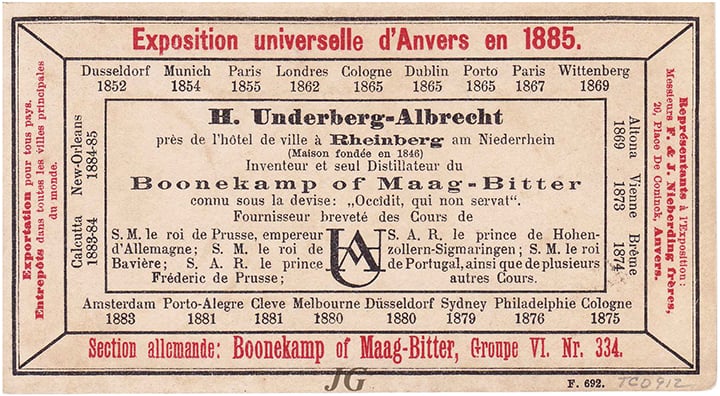 Exposition universelle d'Anvers en 1885.
Dusseldorf Munich Paris Londres Cologne Dublin Porto Paris Wittenberg
1852 1854 1855 1862 1865 1865 1865 1867 1869
Exportation pour tous pays.
Entrepôts dans toutes les villes principales
du monde.
New-Orleans
1884-85
Calcutta
1883-84
H. Underberg-Albrecht
près de l'hôtel de ville à Rheinberg am Niederrhein
(Maison fondée en 1846)
Inventeur et seul Distillateur du
Boonekamp of Maag-Bitter
connu sous la devise: „Occidit, qui non servat“.
Fournisseur breveté des Cours de
S. M. le roi de Prusse, empereur
d'Allemagne; S. M. le roi de
Bavière; S. A. R. le prince
Fréderic de Prusse;
UA
S. A. R. le prince de Hohen-
zollern-Sigmaringen; S. M. le roi
de Portugal, ainsi que de plusieurs
autres Cours.
Altona Vienne Brême
1869 1873 1874
Représentants à l'Exposition:
Messieurs F. & J. Nieberding frères,
20, Place De Coninck, Anvers.
Amsterdam Porto-Alegre Cleve Melbourne Düsseldorf Sydney Philadelphie Cologne
1883 1881 1881 1880 1880 1879 1876 1875
Section allemande: Boonekamp of Maag-Bitter, Groupe VI. Nr. 334.
JG
F. 692.
TC0912